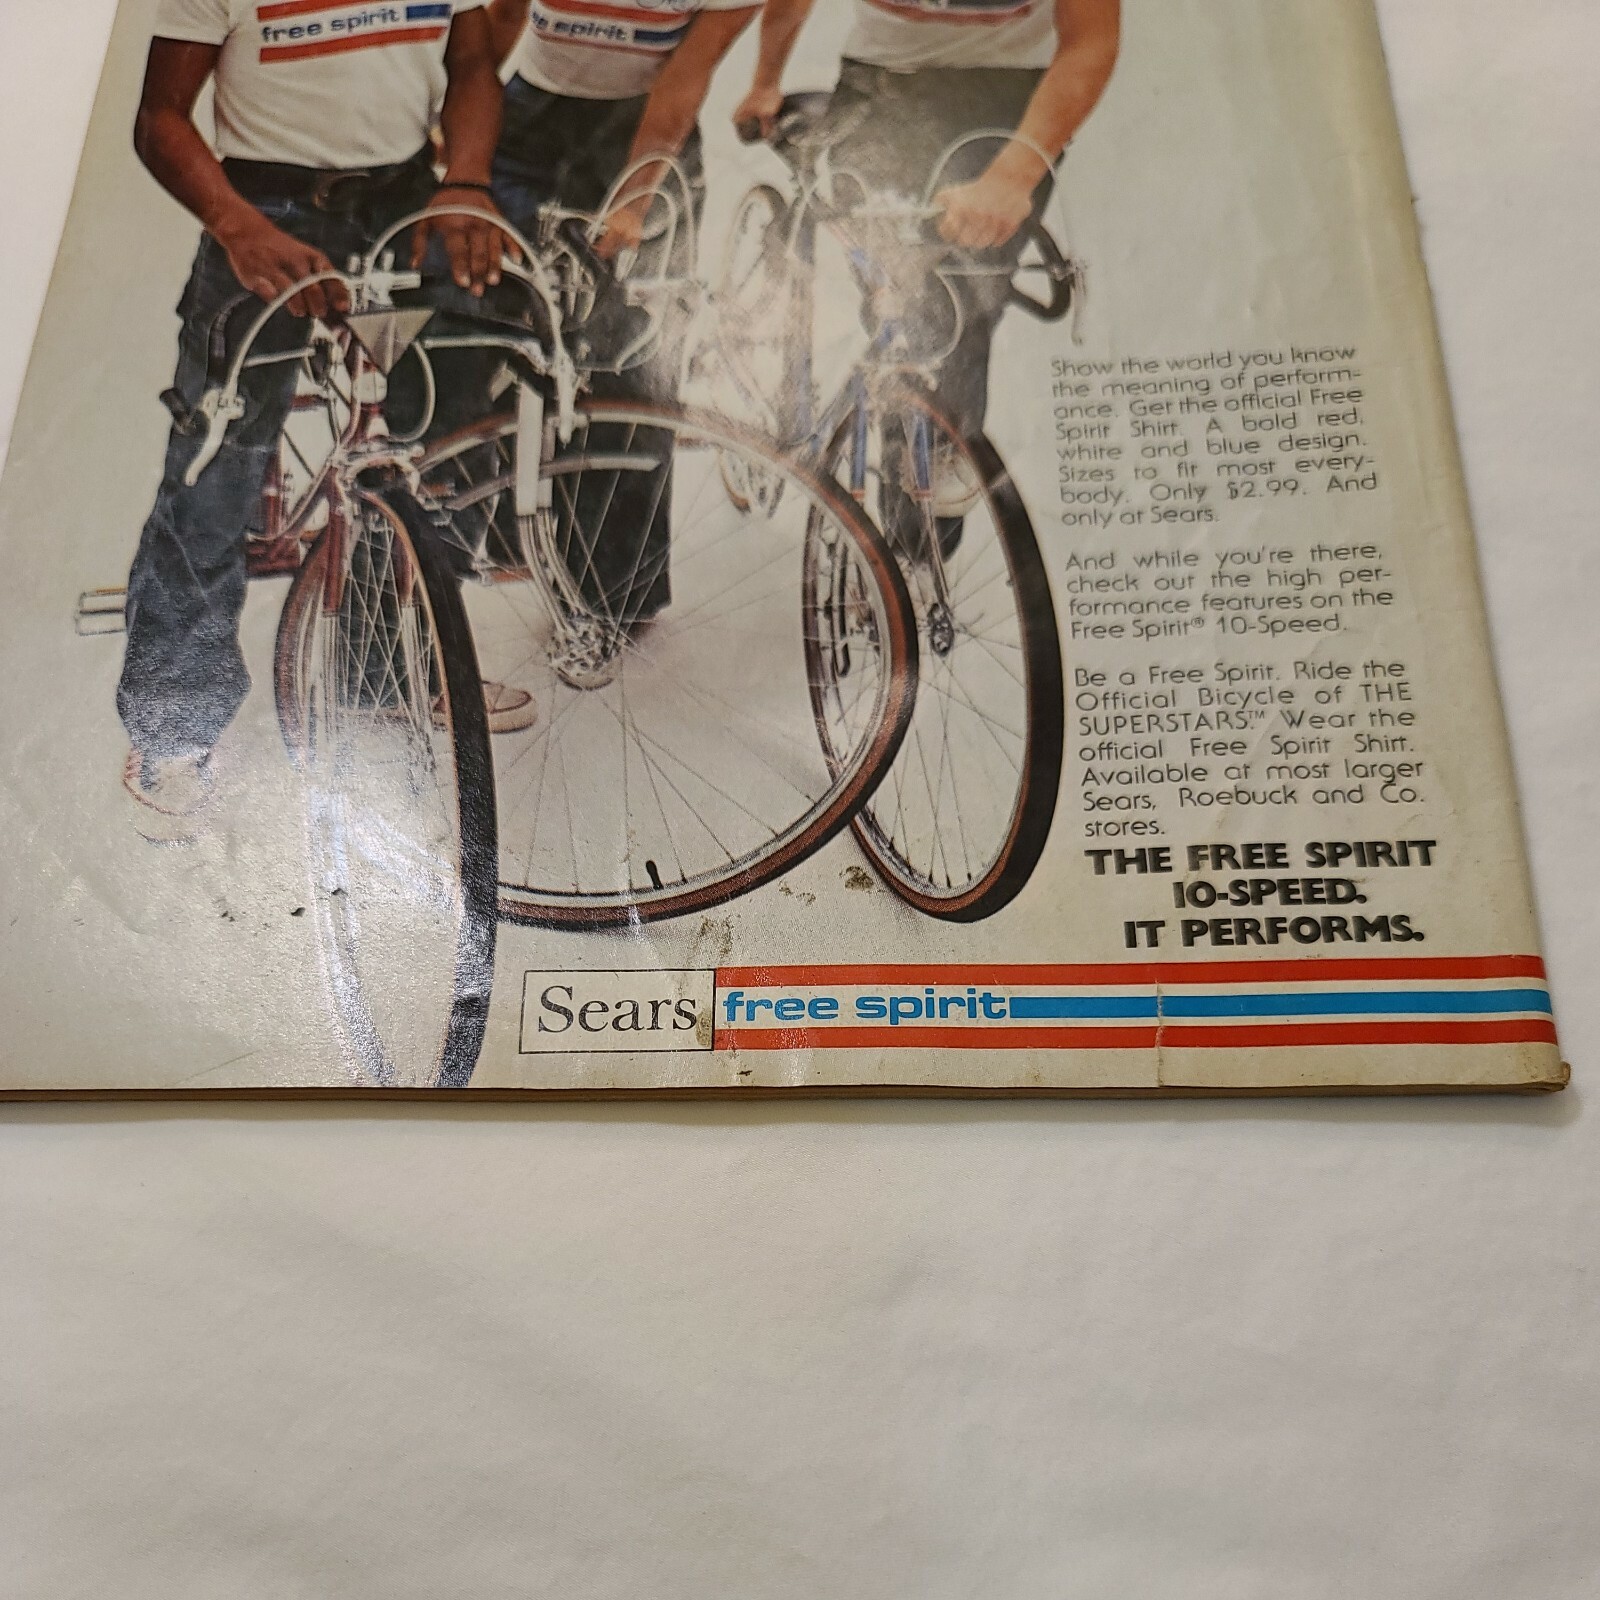 free spirit
e spirit
Show the world you know
the meaning of perform-
ance. Get the official Free
Spirit Shirt. A bold red,
white and blue design.
Sizes to fit most every-
body. Only $2.99. And
only at Sears.
And while you're there,
check out the high per-
formance features on the
Free Spirit® 10-Speed.
Be a Free Spirit. Ride the
Official Bicycle of THE
SUPERSTARS.™ Wear the
official Free Spirit Shirt.
Available at most larger
Sears, Roebuck and Co.
stores.
THE FREE SPIRIT
10-SPEED.
IT PERFORMS.
Sears free spirit